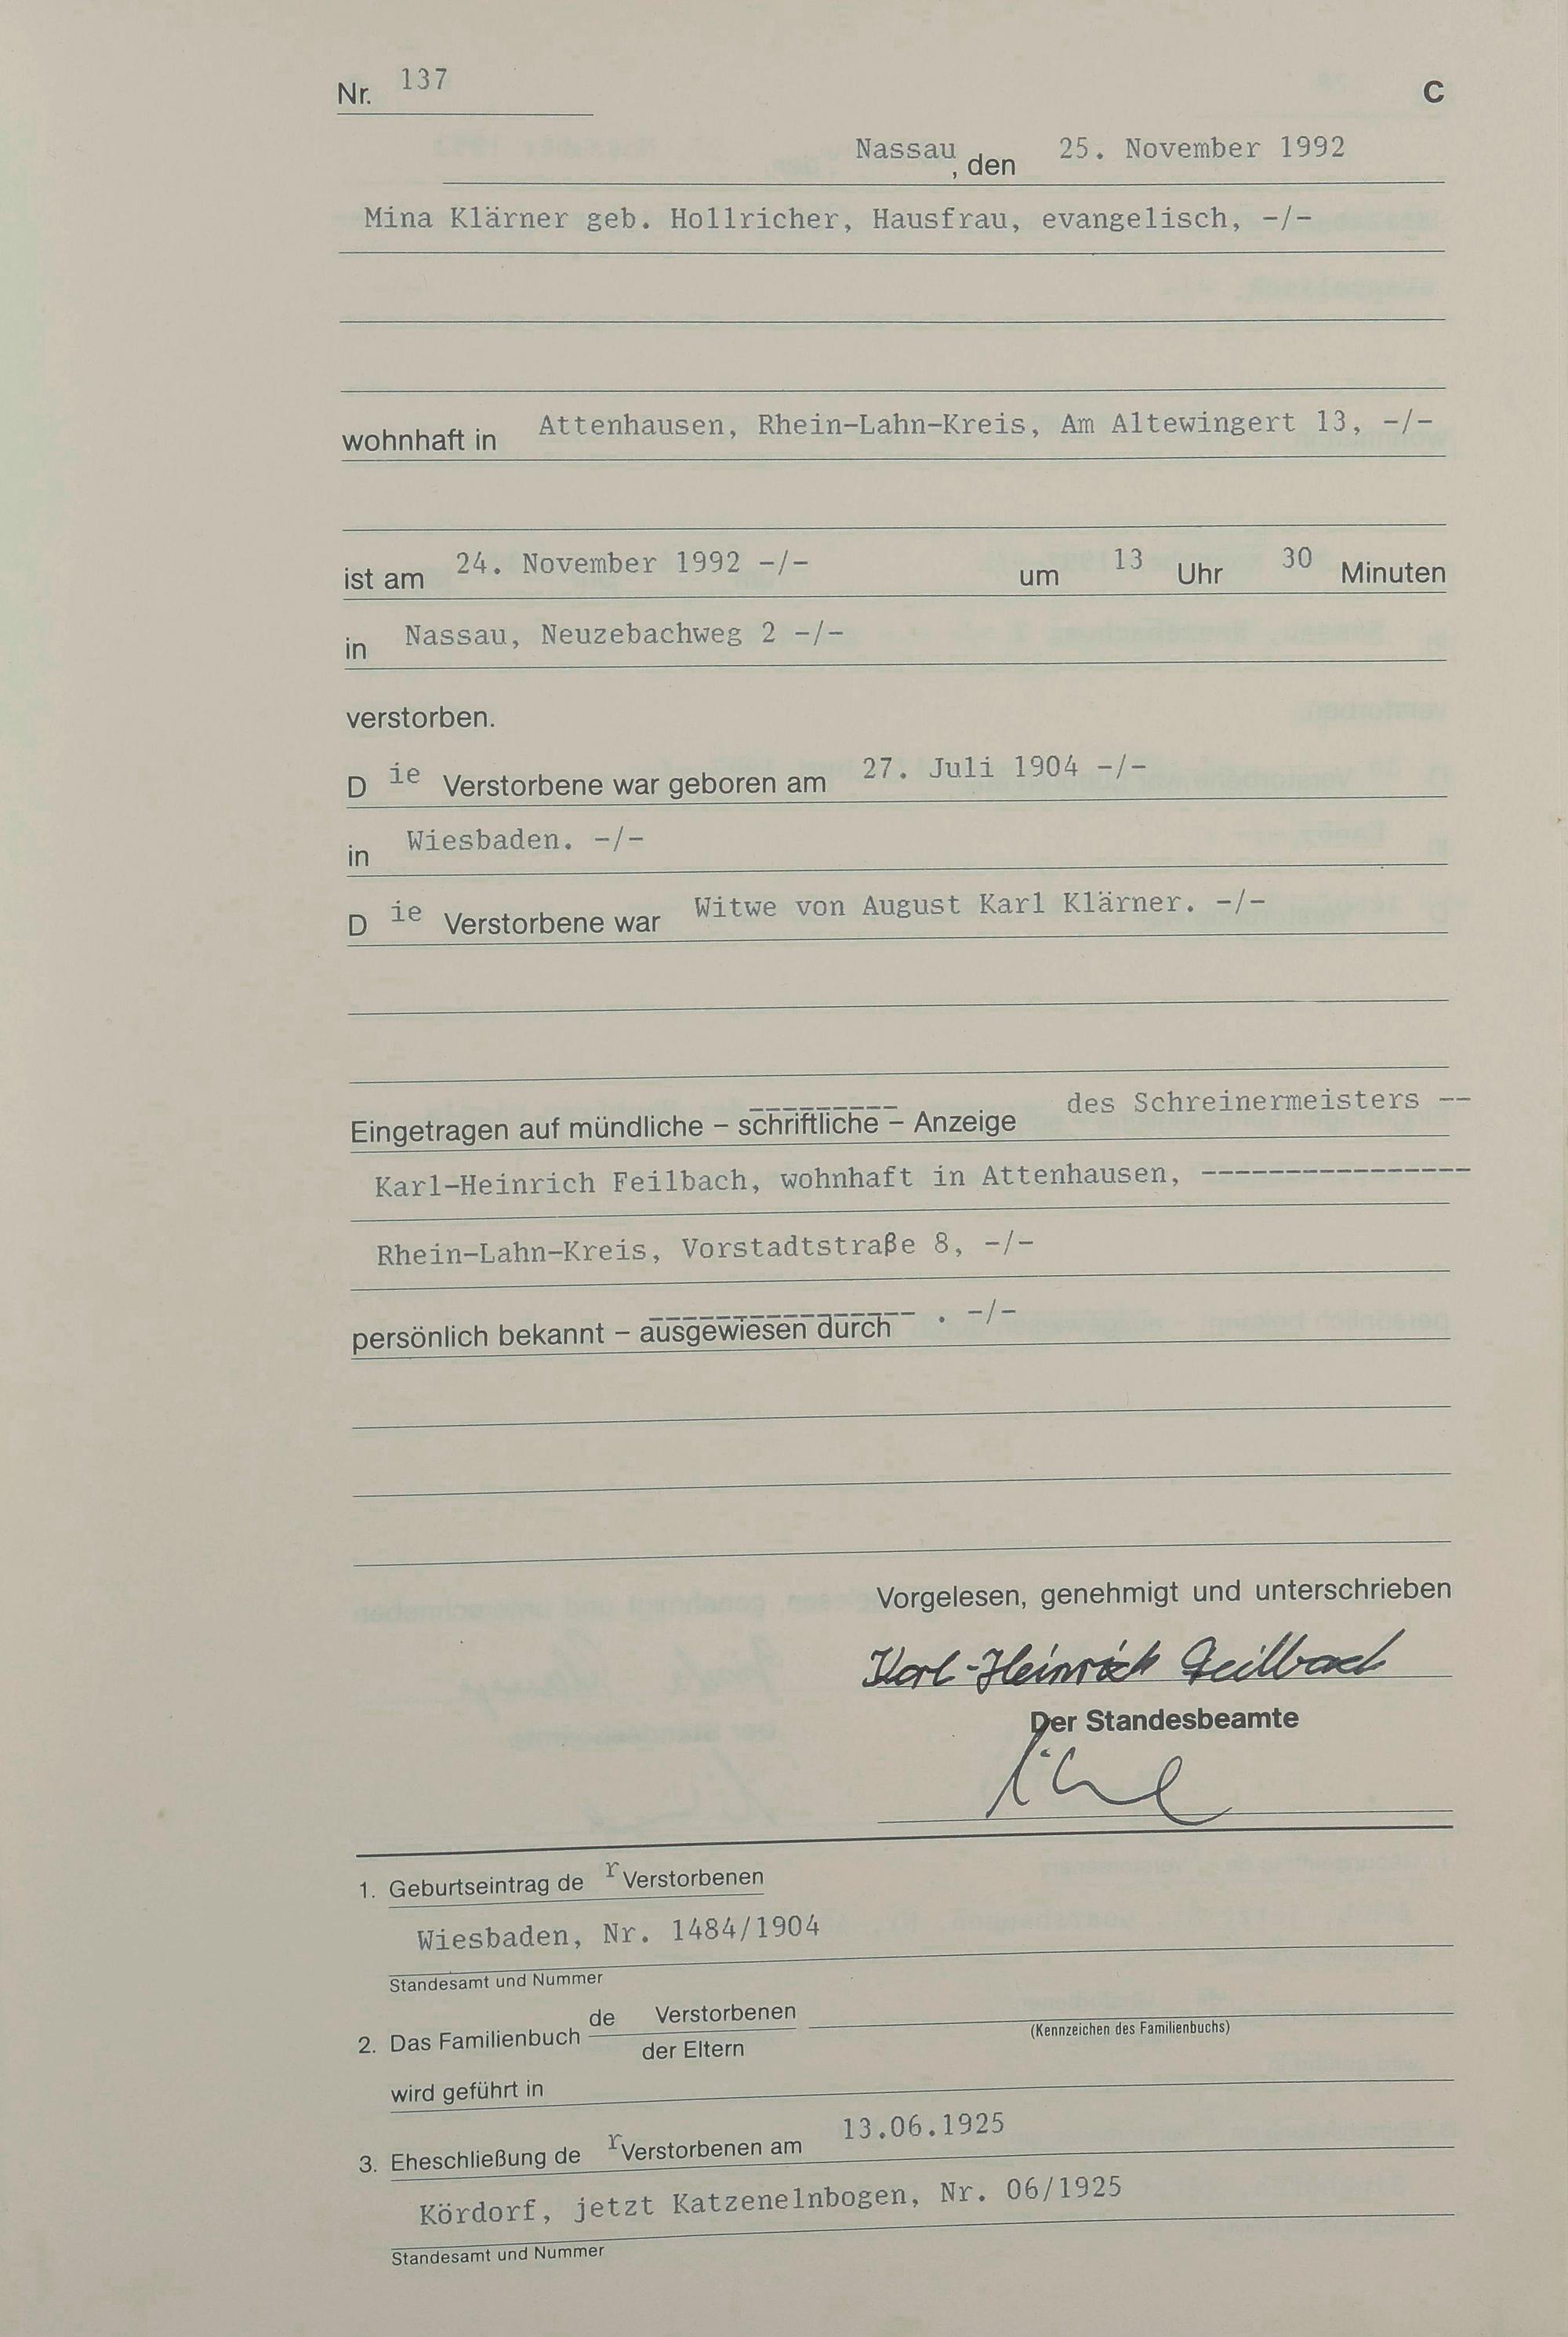 Nr. 137 C
Nassau, den 25. November 1992
Mina Klärner geb. Hollricher, Hausfrau, evangelisch, -/-
wohnhaft in Attenhausen, Rhein-Lahn-Kreis, Am Altewingert 13, -/-
ist am 24. November 1992 -/- um 13 Uhr 30 Minuten
in Nassau, Neuzebachweg 2 -/-
verstorben.
Die Verstorbene war geboren am 27. Juli 1904 -/-
in Wiesbaden. -/-
Die Verstorbene war Witwe von August Karl Klärner. -/-
Eingetragen auf mündliche – schriftliche – Anzeige des Schreinermeisters --
Karl-Heinrich Feilbach, wohnhaft in Attenhausen, ----------------
Rhein-Lahn-Kreis, Vorstadtstraße 8, -/-
persönlich bekannt – ausgewiesen durch . -/-
Vorgelesen, genehmigt und unterschrieben
Karl-Heinrich Feilbach
Der Standesbeamte
1. Geburtseintrag der Verstorbenen
Wiesbaden, Nr. 1484/1904
Standesamt und Nummer
2. Das Familienbuch de Verstorbenen
der Eltern
(Kennzeichen des Familienbuchs)
wird geführt in
3. Eheschließung der Verstorbenen am 13.06.1925
Kördorf, jetzt Katzenelnbogen, Nr. 06/1925
Standesamt und Nummer